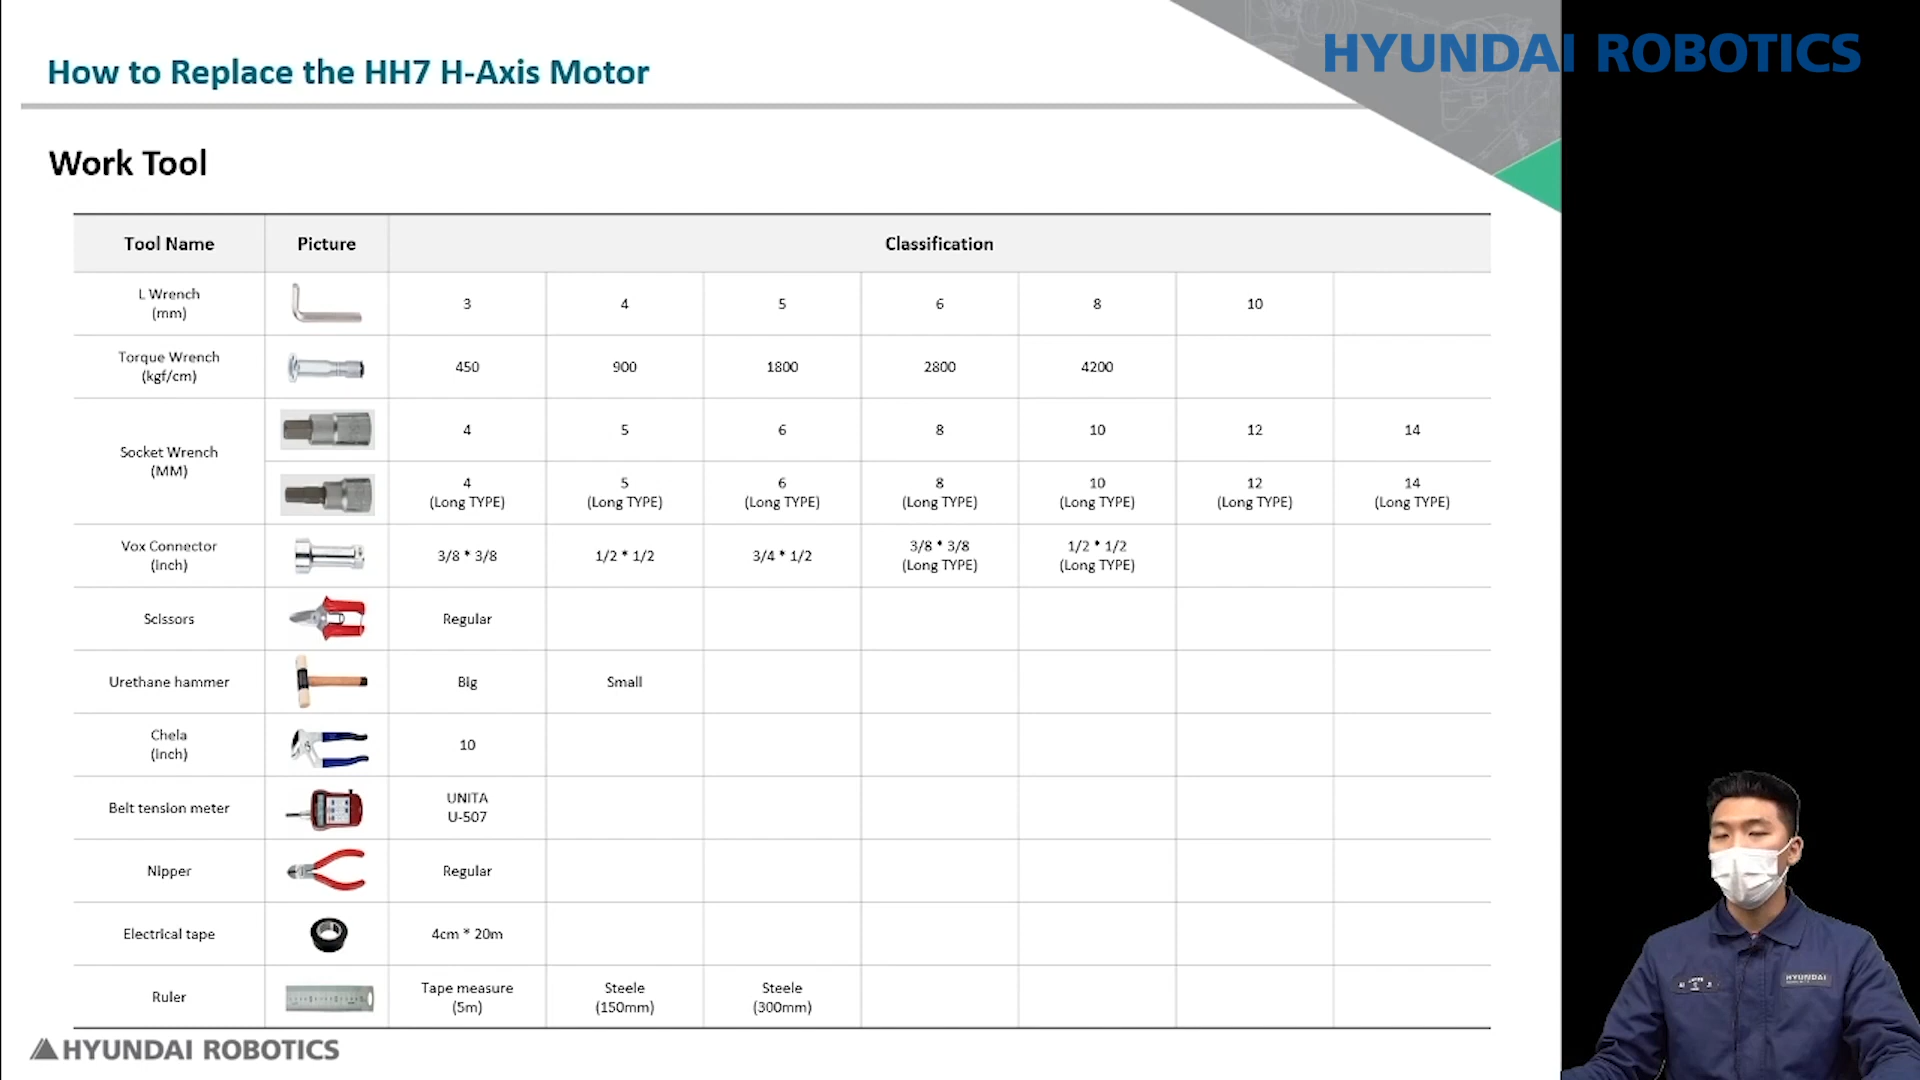 HYUNDAI ROBOTICS
How to Replace the HH7 H-Axis Motor
Work Tool
Tool Name Picture Classification
L Wrench
(mm)
3 4 5 6 8 10
Torque Wrench
(kgf/cm)
450 900 1800 2800 4200
Socket Wrench
(MM)
4 5 6 8 10 12 14
4
(Long TYPE)
5
(Long TYPE)
6
(Long TYPE)
8
(Long TYPE)
10
(Long TYPE)
12
(Long TYPE)
14
(Long TYPE)
Vox Connector
(Inch)
3/8 * 3/8
1/2 * 1/2
3/4 * 1/2
3/8 * 3/8
(Long TYPE)
1/2 * 1/2
(Long TYPE)
Scissors Regular
Urethane hammer Big Small
Chela
(Inch)
10
Belt tension meter
UNITA
U-507
Nipper Regular
Electrical tape 4cm * 20m
Ruler
Tape measure
(5m)
Steele
(150mm)
Steele
(300mm)
HYUNDAI ROBOTICS
HYUNDAI